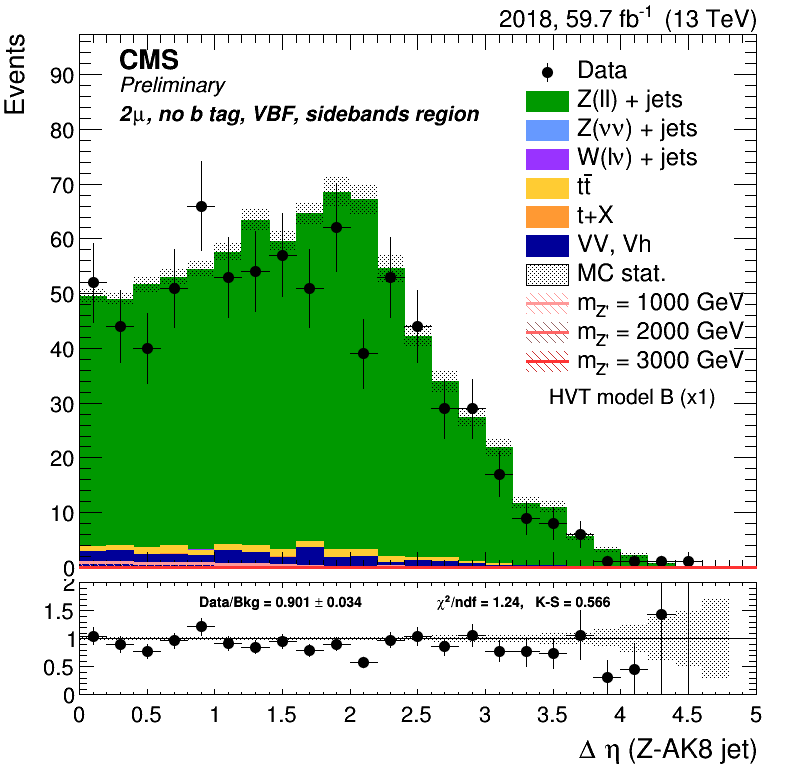 2018, 59.7 fb⁻¹ (13 TeV)
Events
CMS
Preliminary
2μ, no b tag, VBF, sidebands region
Data
Z(ll) + jets
Z(νν) + jets
W(lν) + jets
tt̄
t+X
VV, Vh
MC stat.
m_Z' = 1000 GeV
m_Z' = 2000 GeV
m_Z' = 3000 GeV
HVT model B (x1)
90
80
70
60
50
40
30
20
10
0
Data/Bkg = 0.901 ± 0.034
χ²/ndf = 1.24, K-S = 0.566
2
1.5
1
0.5
0
0 0.5 1 1.5 2 2.5 3 3.5 4 4.5 5
Δ η (Z-AK8 jet)